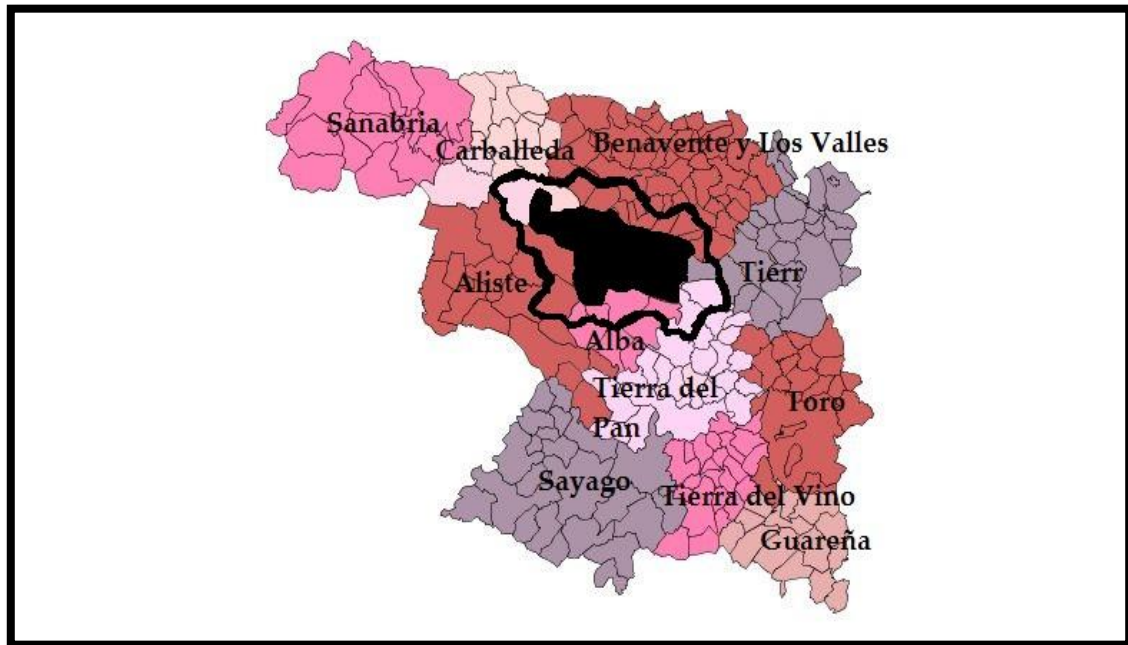 Sanabria
Carballeda
Benavente y Los Valles
Aliste
Tierr
Alba
Tierra del
Pan
Toro
Sayago
Tierra del Vino
Guareña